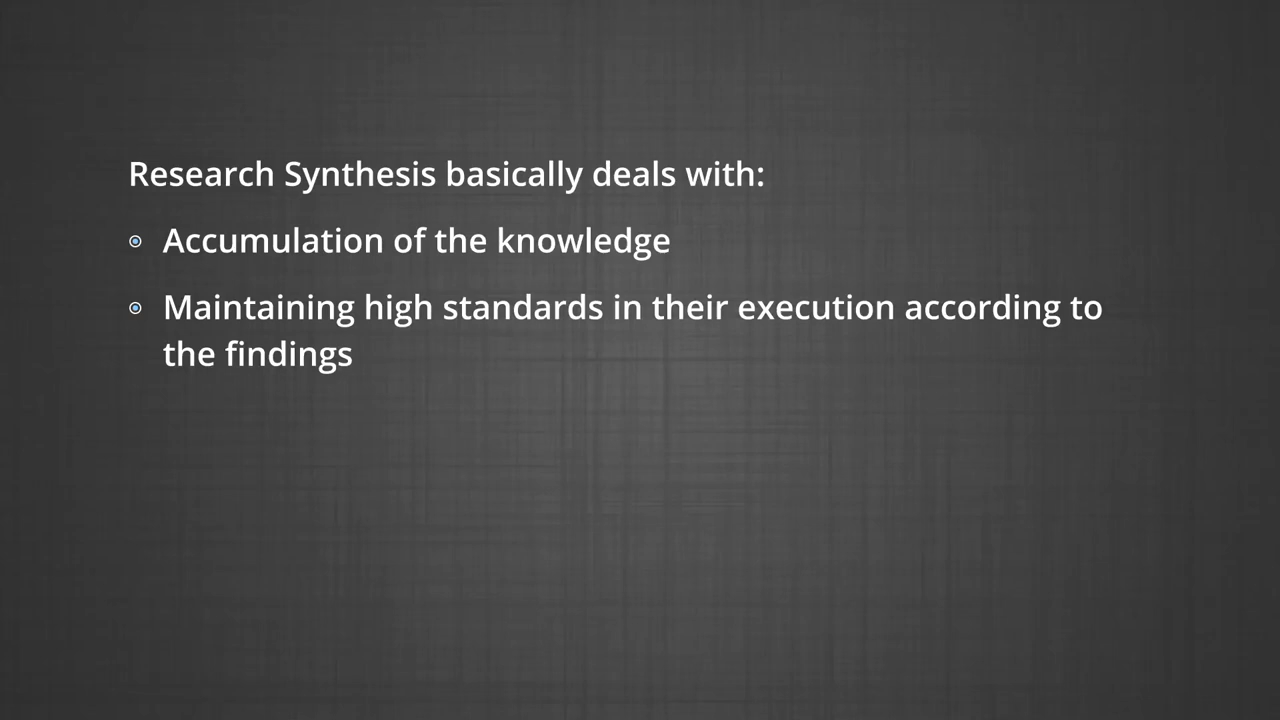 Research Synthesis basically deals with:
Accumulation of the knowledge
Maintaining high standards in their execution according to
the findings